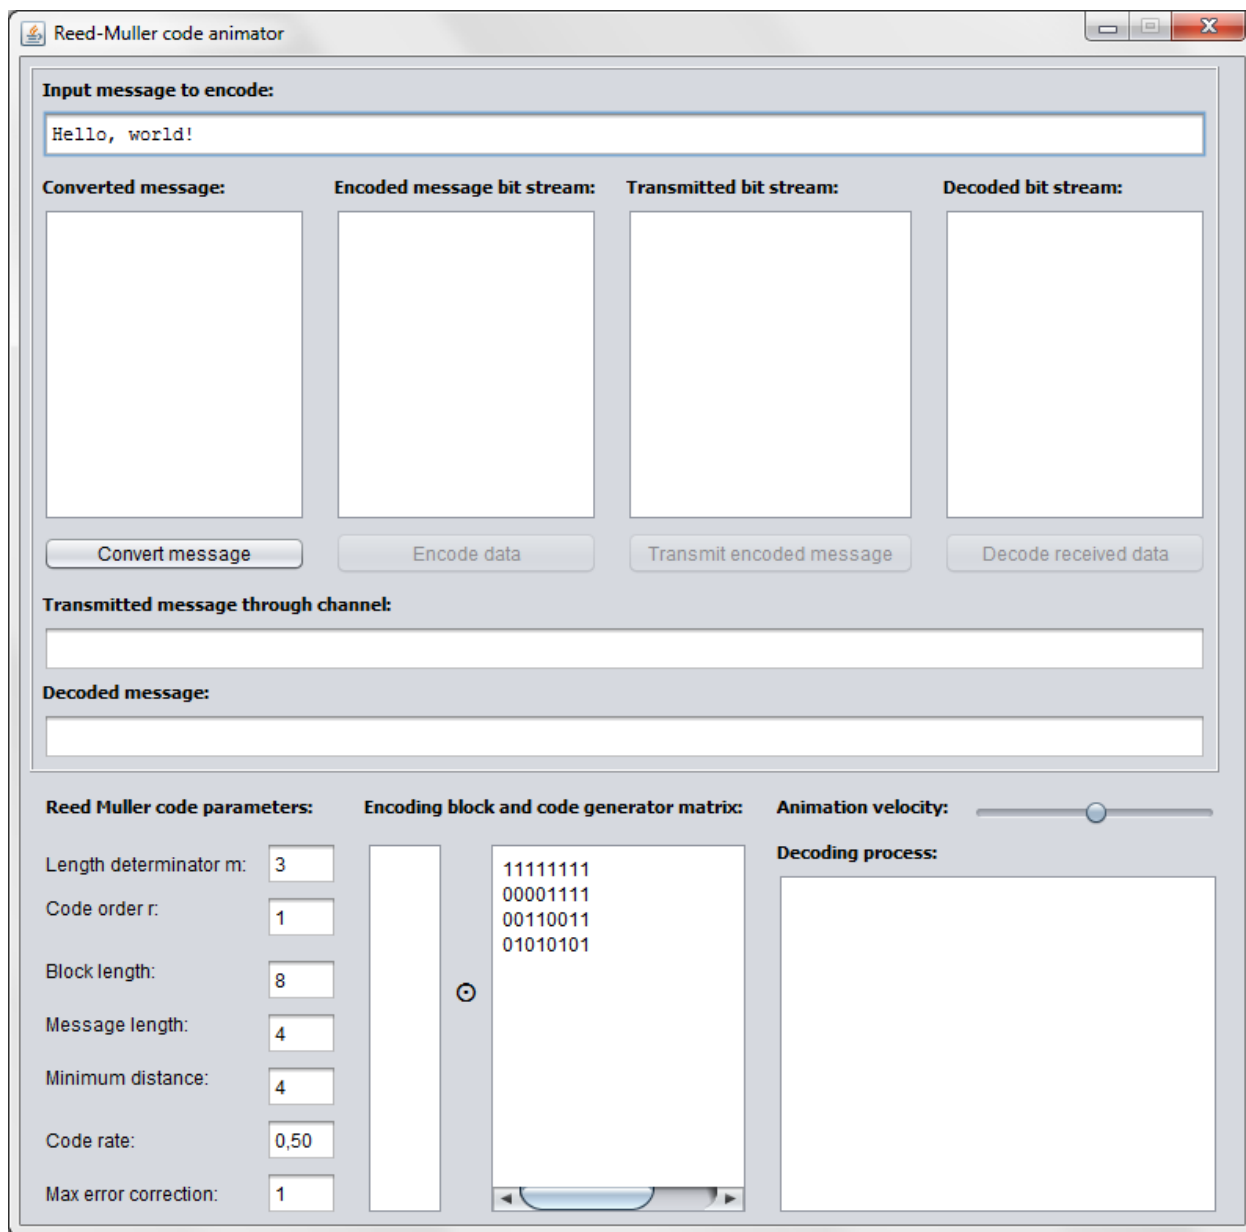 Reed-Muller code animator
Input message to encode:
Hello, world!
Converted message: Encoded message bit stream: Transmitted bit stream: Decoded bit stream:
Convert message Encode data Transmit encoded message Decode received data
Transmitted message through channel:
Decoded message:
Reed Muller code parameters: Encoding block and code generator matrix: Animation velocity:
Decoding process:
Length determinator m: 3
Code order r: 1
Block length: 8
Message length: 4
Minimum distance: 4
Code rate: 0,50
Max error correction: 1
11111111
00001111
00110011
01010101